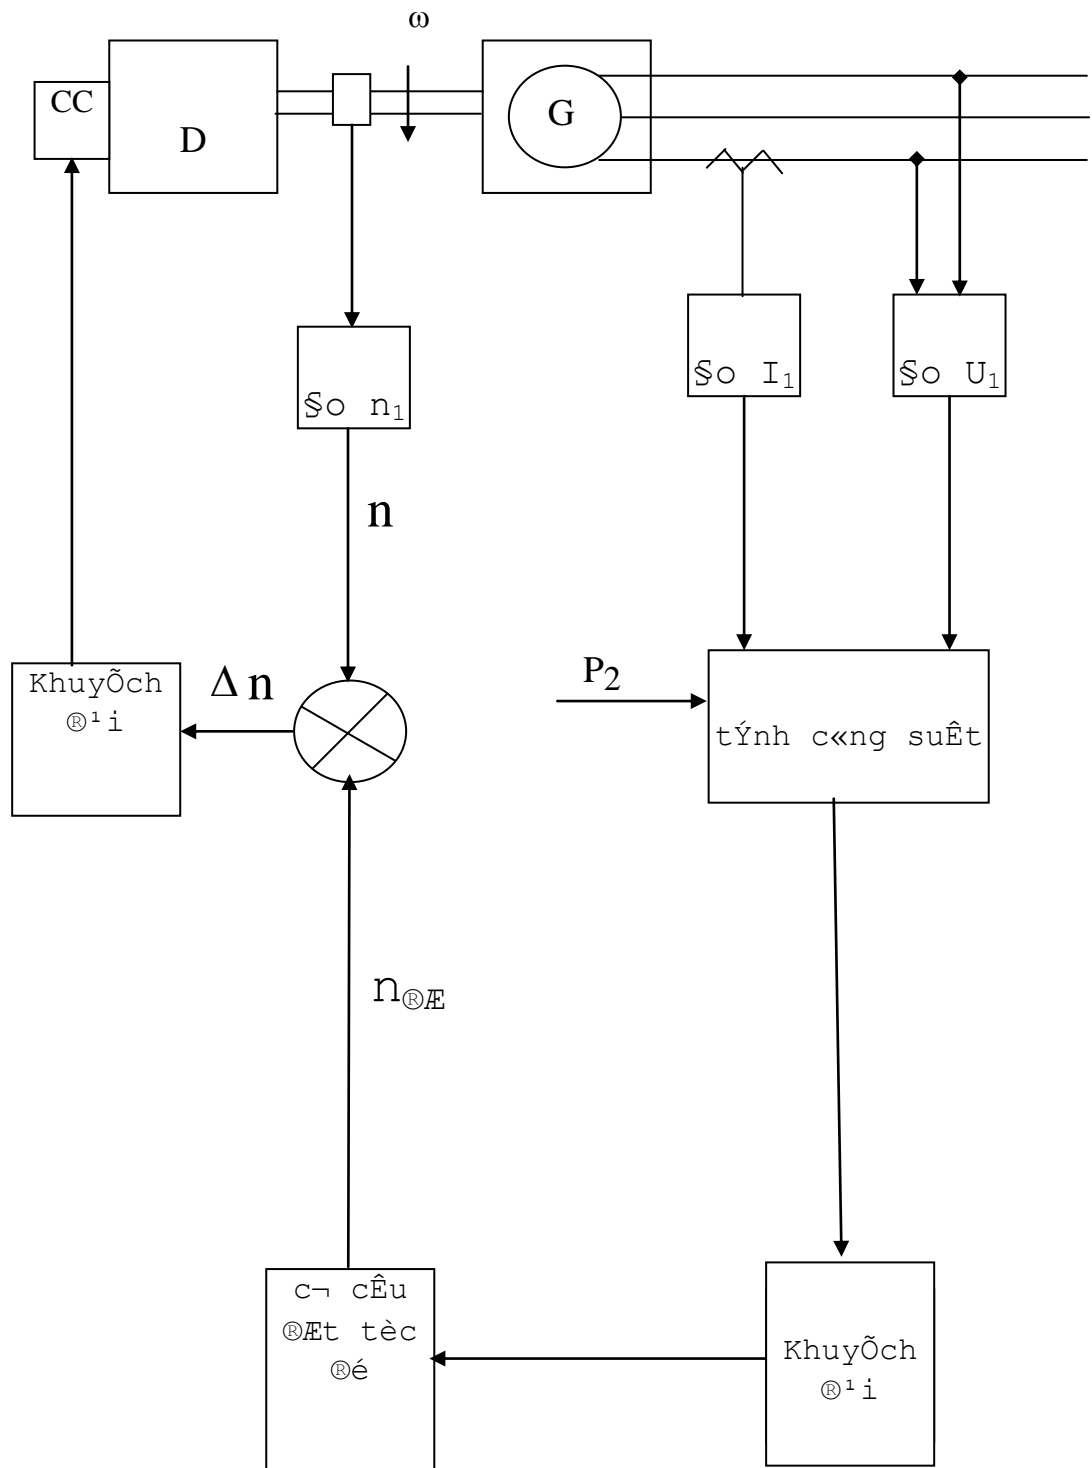 ω
CC
D
G
§o n₁
§o I₁
§o U₁
n
KhuyÕch
®¹i
Δ n
P₂
tÝnh c«ng suÊt
n®Æ
c¬ cÊu
®Æt tèc
®é
KhuyÕch
®¹i